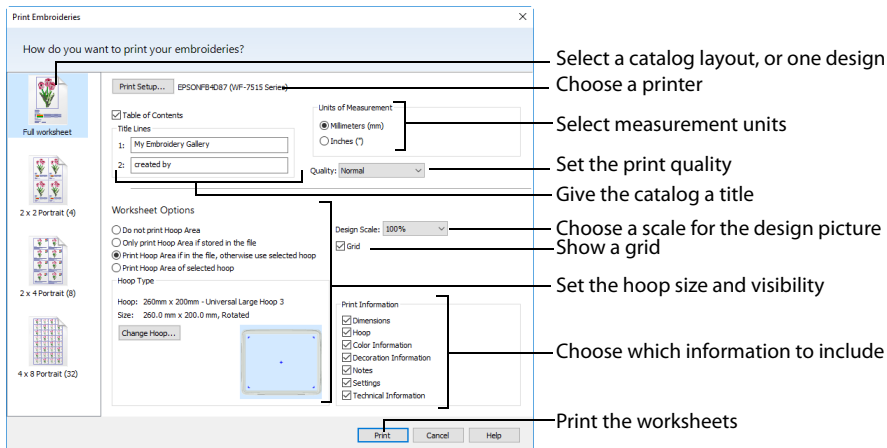 Print Embroideries
How do you want to print your embroideries?
Full worksheet
2 x 2 Portrait (4)
2 x 4 Portrait (8)
4 x 8 Portrait (32)
Print Setup... EPSONFB4D87 (WF-7515 Series)
Table of Contents
Title Lines
1: My Embroidery Gallery
2: created by
Units of Measurement
Millimeters (mm)
Inches (")
Quality: Normal
Worksheet Options
Do not print Hoop Area
Only print Hoop Area if stored in the file
Print Hoop Area if in the file, otherwise use selected hoop
Print Hoop Area of selected hoop
Design Scale: 100%
Grid
Hoop Type
Hoop: 260mm x 200mm - Universal Large Hoop 3
Size: 260.0 mm x 200.0 mm, Rotated
Change Hoop...
Print Information
Dimensions
Hoop
Color Information
Decoration Information
Notes
Settings
Technical Information
Print Cancel Help
Select a catalog layout, or one design
Choose a printer
Select measurement units
Set the print quality
Give the catalog a title
Choose a scale for the design picture
Show a grid
Set the hoop size and visibility
Choose which information to include
Print the worksheets